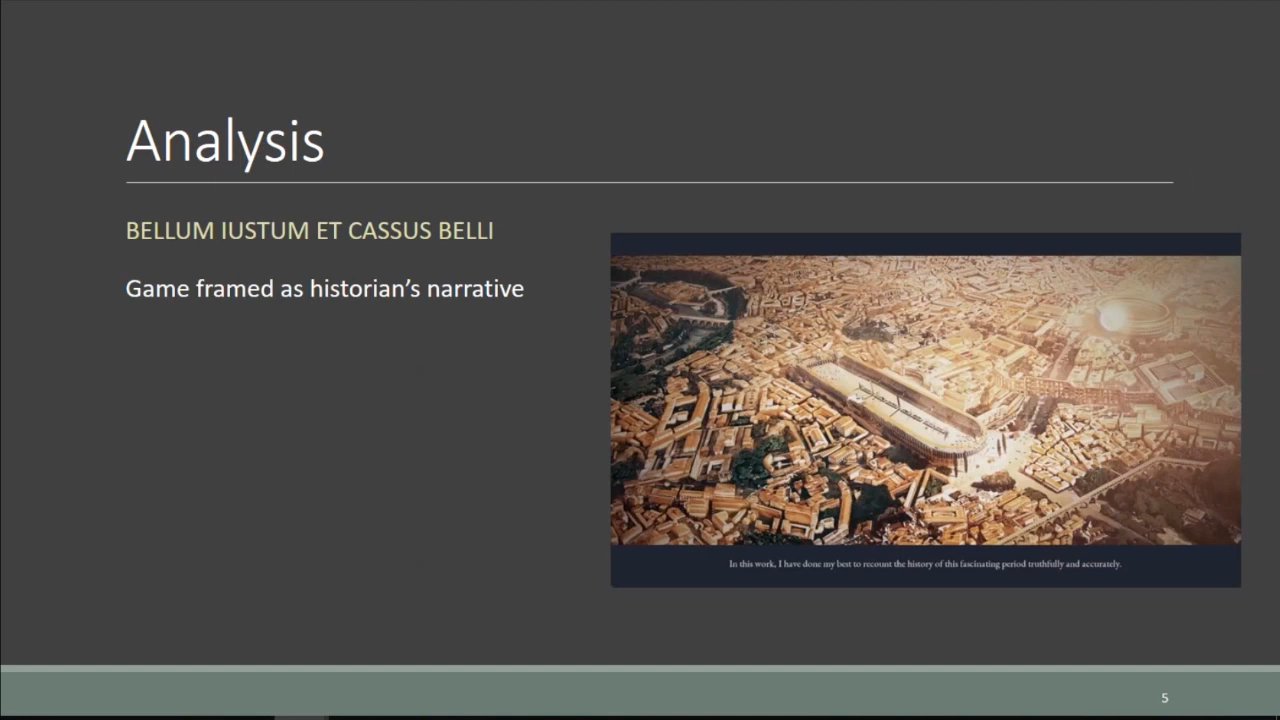 Analysis
BELLUM IUSTUM ET CASSUS BELLI
Game framed as historian’s narrative
In this work, I have done my best to recount the history of this fascinating period truthfully and accurately.
5